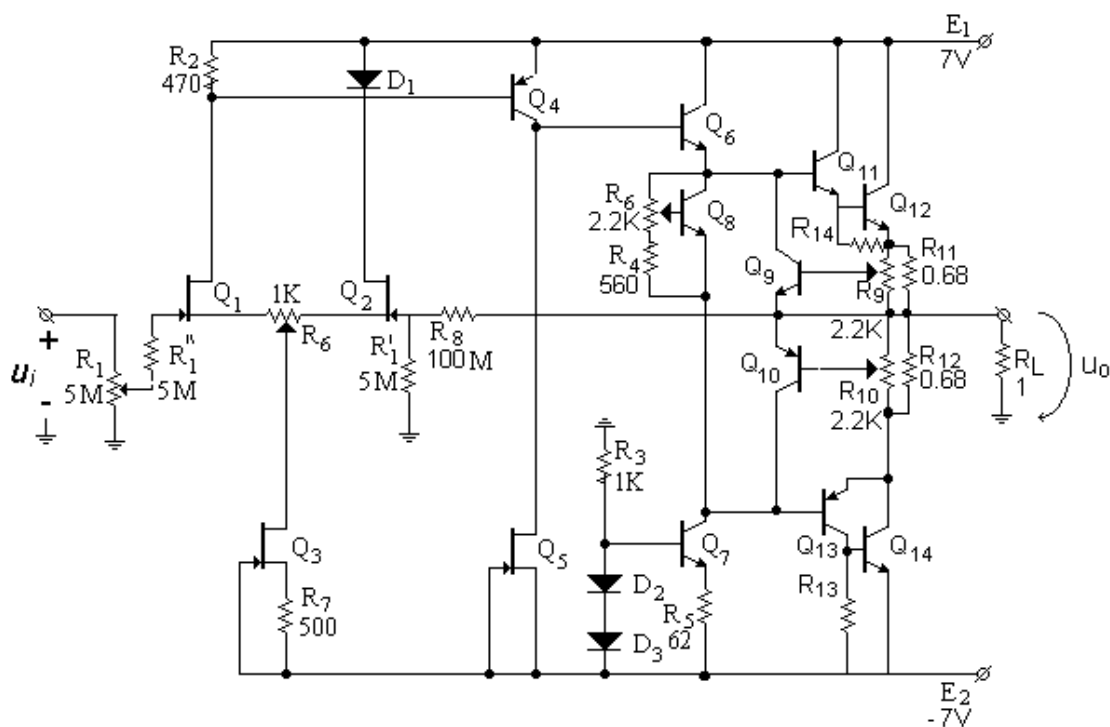 E1
7V
R2
470
D1
Q4
Q6
Q11
R6
2.2K
Q8
Q12
R14
R11
0.68
R4
560
Q9
R9
2.2K
Q1
1K
R6
Q2
R8
100 M
+
ui
-
R1
5M
R''1
5M
R'1
5M
Q10
R12
0.68
R10
2.2K
RL
1
u0
R3
1K
Q3
R7
500
Q5
Q7
D2
D3
R5
62
Q13
Q14
R13
E2
-7V